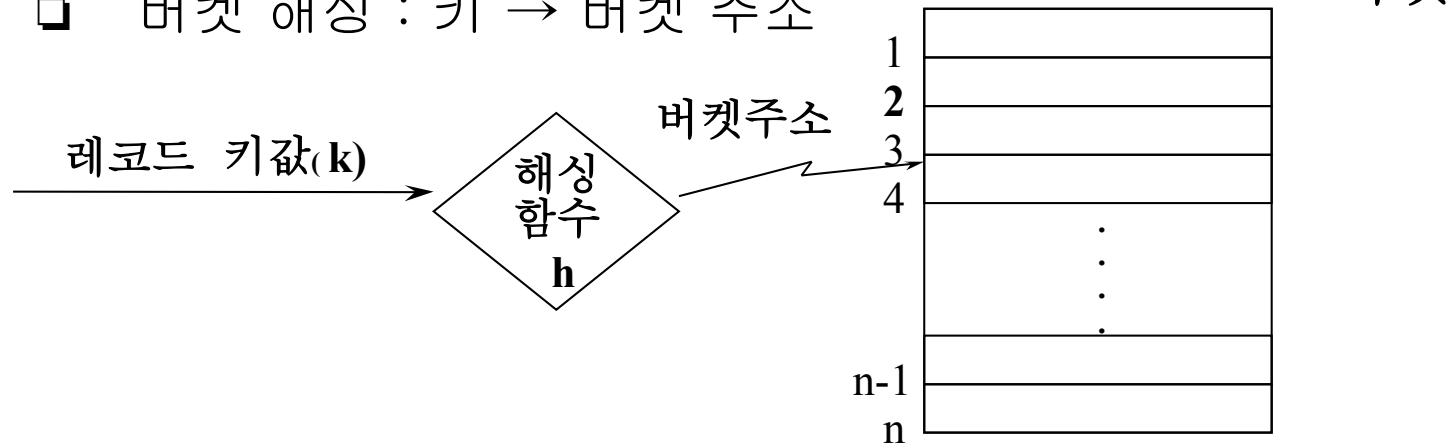 ❏ 버켓 해싱 : 키 → 버켓 주소
레코드 키값( k)
해싱
함수
h
버켓주소
1
2
3
4
.
.
.
.
n-1
n